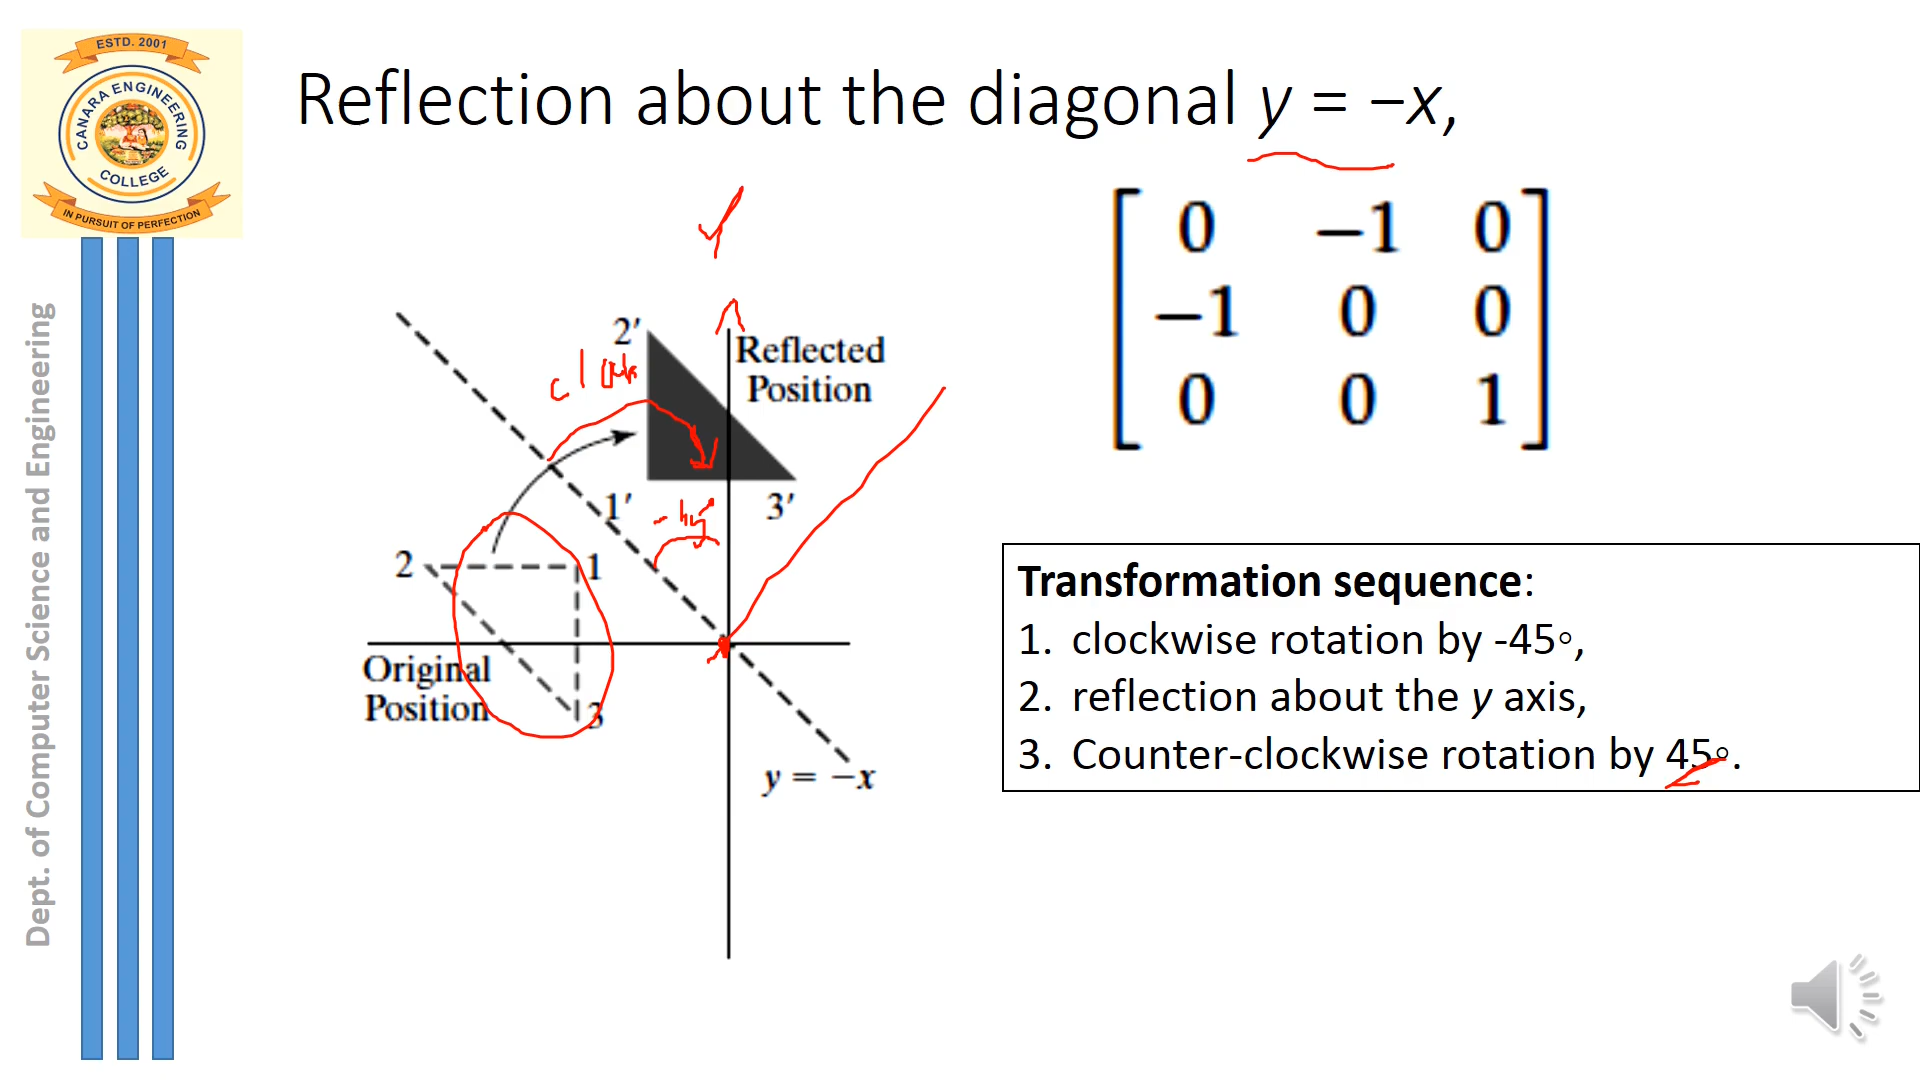 ESTD. 2001
CANARA ENGINEERING
COLLEGE
IN PURSUIT OF PERFECTION
Dept. of Computer Science and Engineering
Reflection about the diagonal y = −x,
0 −1 0
−1 0 0
0 0 1
2′
Reflected
Position
1′
3′
2
1
Original
Position
3
y = −x
Transformation sequence:
1. clockwise rotation by -45◦,
2. reflection about the y axis,
3. Counter-clockwise rotation by 45◦.